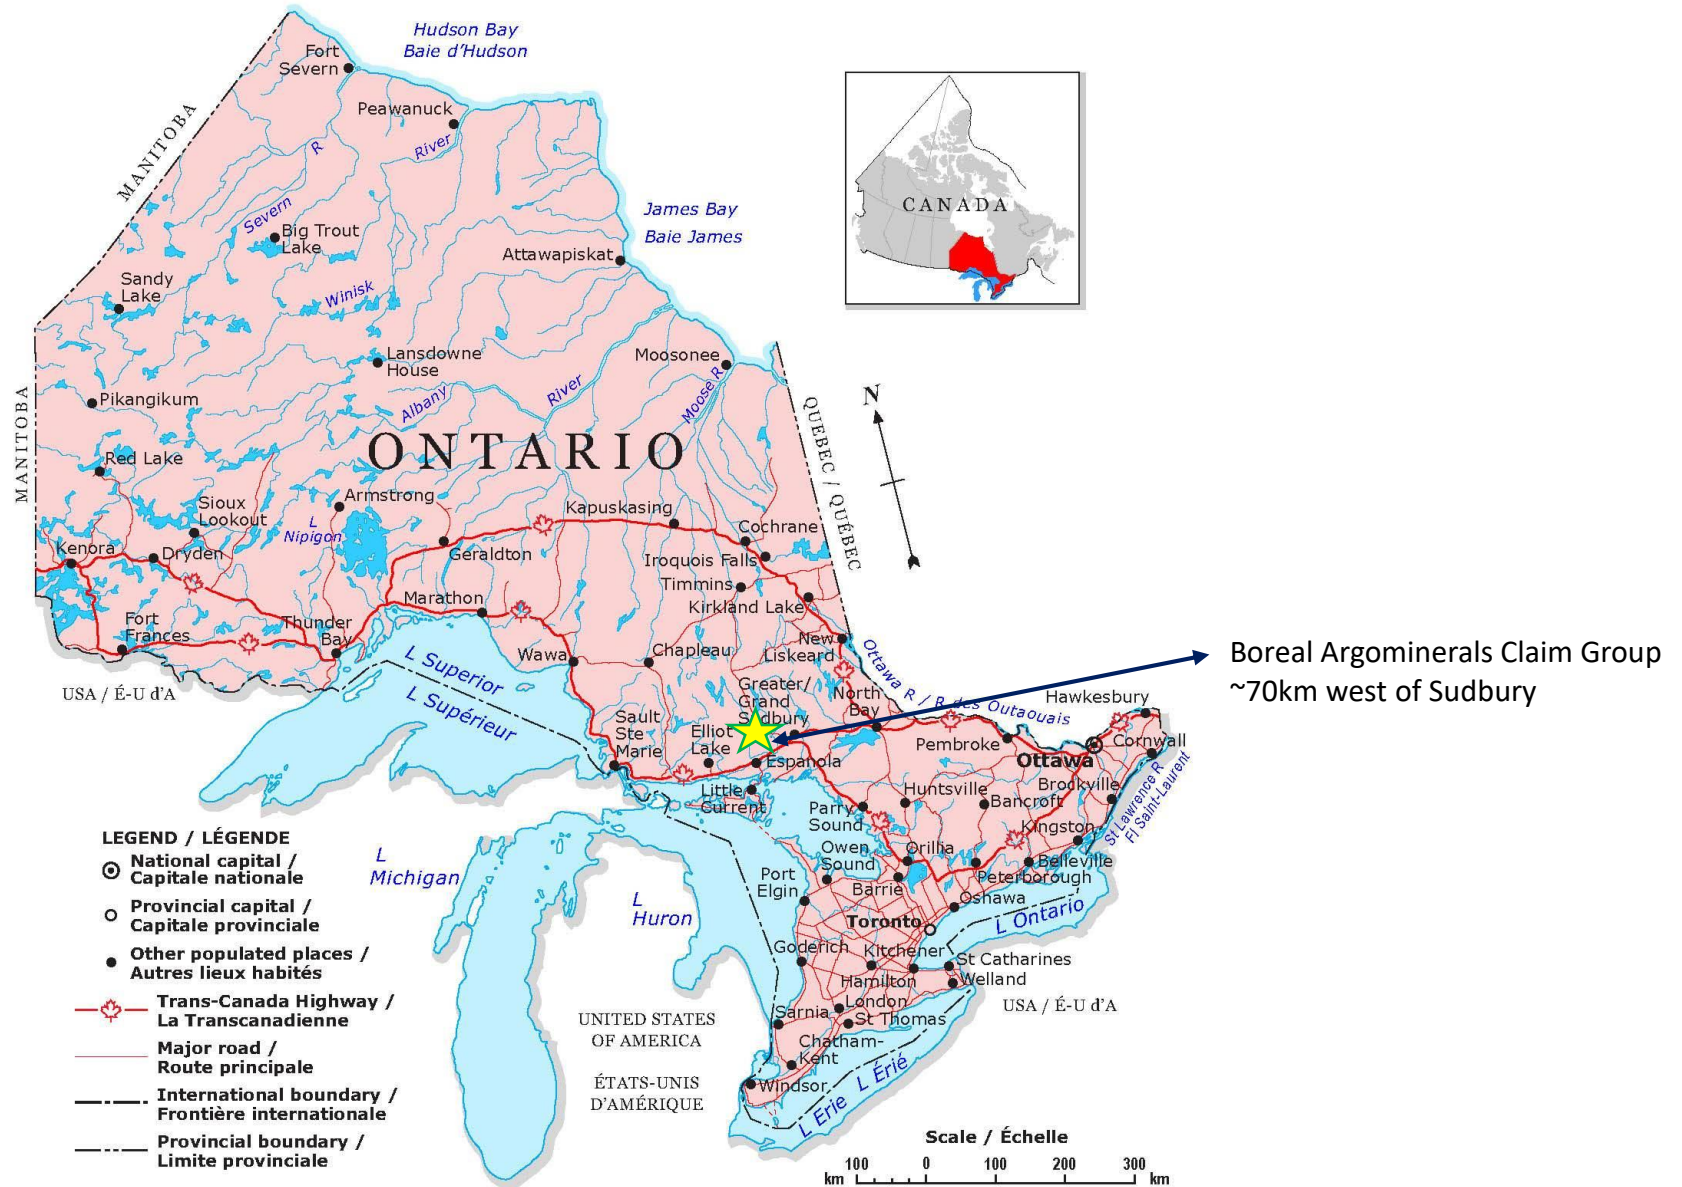 Hudson Bay
Baie d'Hudson
Fort
Severn
Peawanuck
MANITOBA
R
River
Severn
Big Trout
Lake
James Bay
Baie James
Attawapiskat
CANADA
Sandy
Lake
Winisk
Lansdowne
House
Moosonee
Pikangikum
Albany
River
Moose R
MANITOBA
QUEBEC / QUÉBEC
N
ONTARIO
Red Lake
Armstrong
Sioux
Lookout
L
Nipigon
Kapuskasing
Cochrane
Kenora
Dryden
Geraldton
Iroquois Falls
Timmins
Marathon
Kirkland Lake
Fort
Frances
Thunder
Bay
Wawa
Chapleau
New
Liskeard
Ottawa R / R des Outaouais
Boreal Argominerals Claim Group
~70km west of Sudbury
USA / É-U d'A
L Superior
L Supérieur
Greater/
Grand
Sudbury
North
Bay
Hawkesbury
Sault
Ste
Marie
Elliot
Lake
Espanola
Pembroke
Ottawa
Cornwall
Little
Current
Huntsville
Bancroft
Brockville
St Lawrence R
Fl Saint-Laurent
Parry
Sound
Kingston
Owen
Sound
Orillia
Belleville
Port
Elgin
Barrie
Peterborough
Oshawa
L Ontario
Toronto
L
Michigan
L
Huron
Goderich
Kitchener
St Catharines
Hamilton
Welland
London
Sarnia
St Thomas
USA / É-U d'A
UNITED STATES
OF AMERICA
Chatham-
Kent
ÉTATS-UNIS
D'AMÉRIQUE
Windsor
L Erie
L Érié
LEGEND / LÉGENDE
National capital /
Capitale nationale
Provincial capital /
Capitale provinciale
Other populated places /
Autres lieux habités
Trans-Canada Highway /
La Transcanadienne
Major road /
Route principale
International boundary /
Frontière internationale
Provincial boundary /
Limite provinciale
Scale / Échelle
100 0 100 200 300
km km